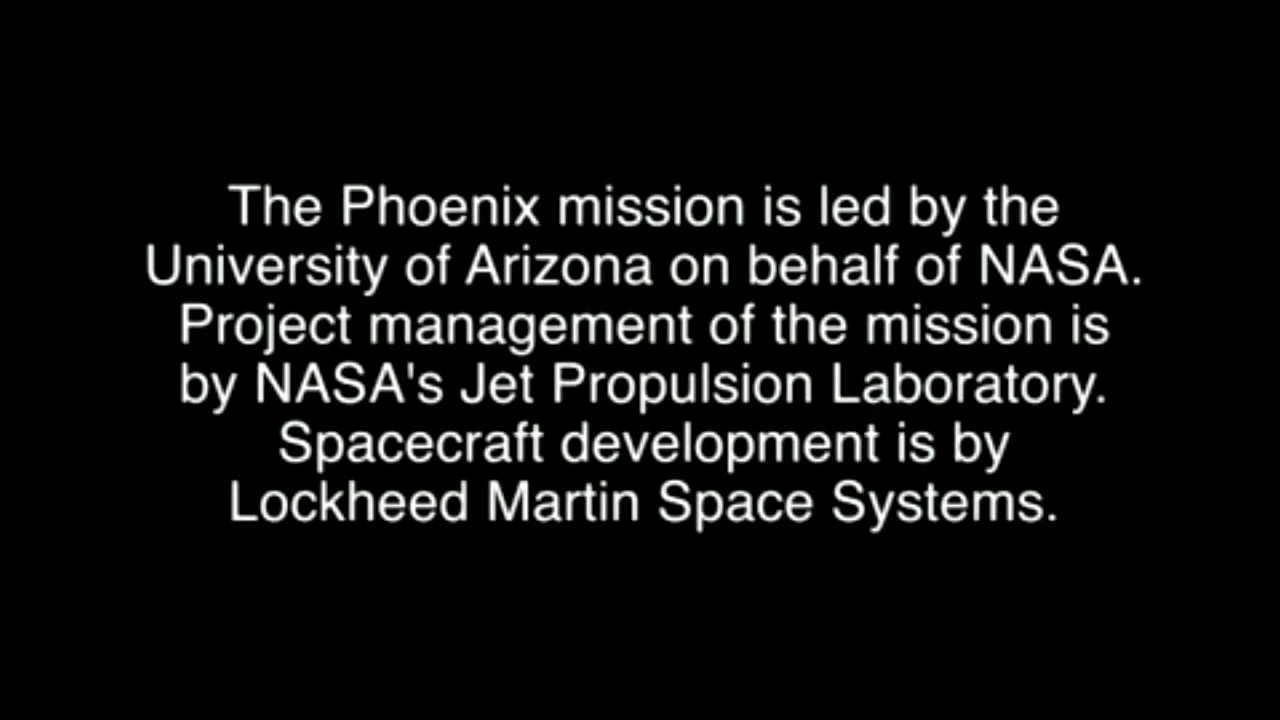 The Phoenix mission is led by the
University of Arizona on behalf of NASA.
Project management of the mission is
by NASA's Jet Propulsion Laboratory.
Spacecraft development is by
Lockheed Martin Space Systems.